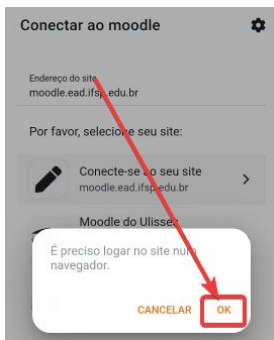 Conectar ao moodle
Endereço do site
moodle.ead.ifsp.edu.br
Por favor, selecione seu site:
Conecte-se ao seu site
moodle.ead.ifsp.edu.br
Moodle do Ulisses
É preciso logar no site num
navegador.
CANCELAR OK